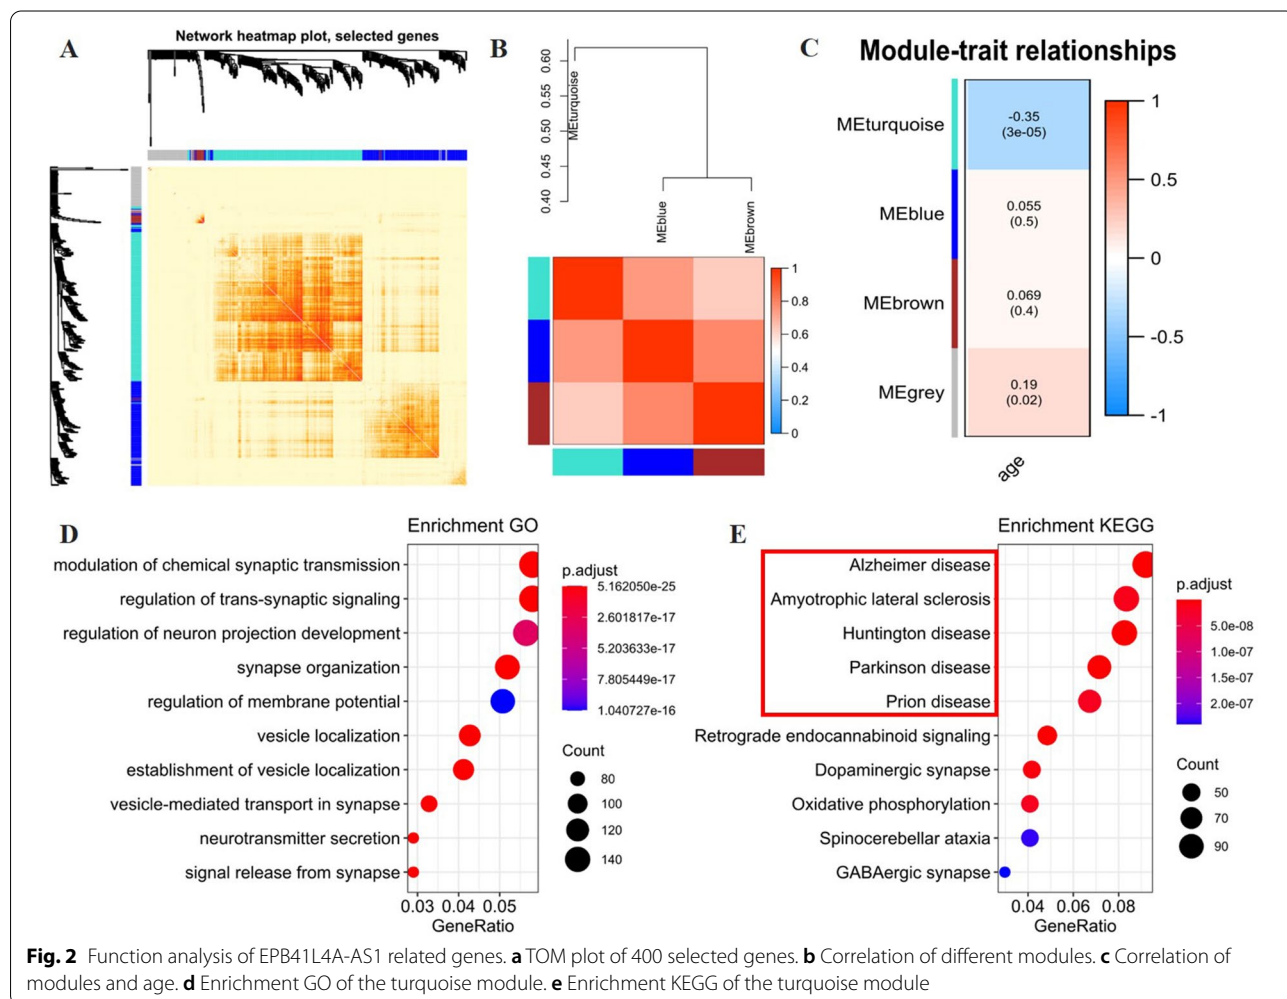 A
Network heatmap plot, selected genes
B
0.60
0.55
0.50
0.45
0.40
MEturquoise
MEblue
MEbrown
1
0.8
0.6
0.4
0.2
0
C
Module-trait relationships
MEturquoise
-0.35
(3e-05)
MEblue
0.055
(0.5)
MEbrown
0.069
(0.4)
MEgrey
0.19
(0.02)
age
1
0.5
0
-0.5
-1
D
Enrichment GO
modulation of chemical synaptic transmission
regulation of trans-synaptic signaling
regulation of neuron projection development
synapse organization
regulation of membrane potential
vesicle localization
establishment of vesicle localization
vesicle-mediated transport in synapse
neurotransmitter secretion
signal release from synapse
0.03 0.04 0.05
GeneRatio
p.adjust
5.162050e-25
2.601817e-17
5.203633e-17
7.805449e-17
1.040727e-16
Count
80
100
120
140
E
Enrichment KEGG
Alzheimer disease
Amyotrophic lateral sclerosis
Huntington disease
Parkinson disease
Prion disease
Retrograde endocannabinoid signaling
Dopaminergic synapse
Oxidative phosphorylation
Spinocerebellar ataxia
GABAergic synapse
0.04 0.06 0.08
GeneRatio
p.adjust
5.0e-08
1.0e-07
1.5e-07
2.0e-07
Count
50
70
90
Fig. 2 Function analysis of EPB41L4A-AS1 related genes. a TOM plot of 400 selected genes. b Correlation of different modules. c Correlation of
modules and age. d Enrichment GO of the turquoise module. e Enrichment KEGG of the turquoise module